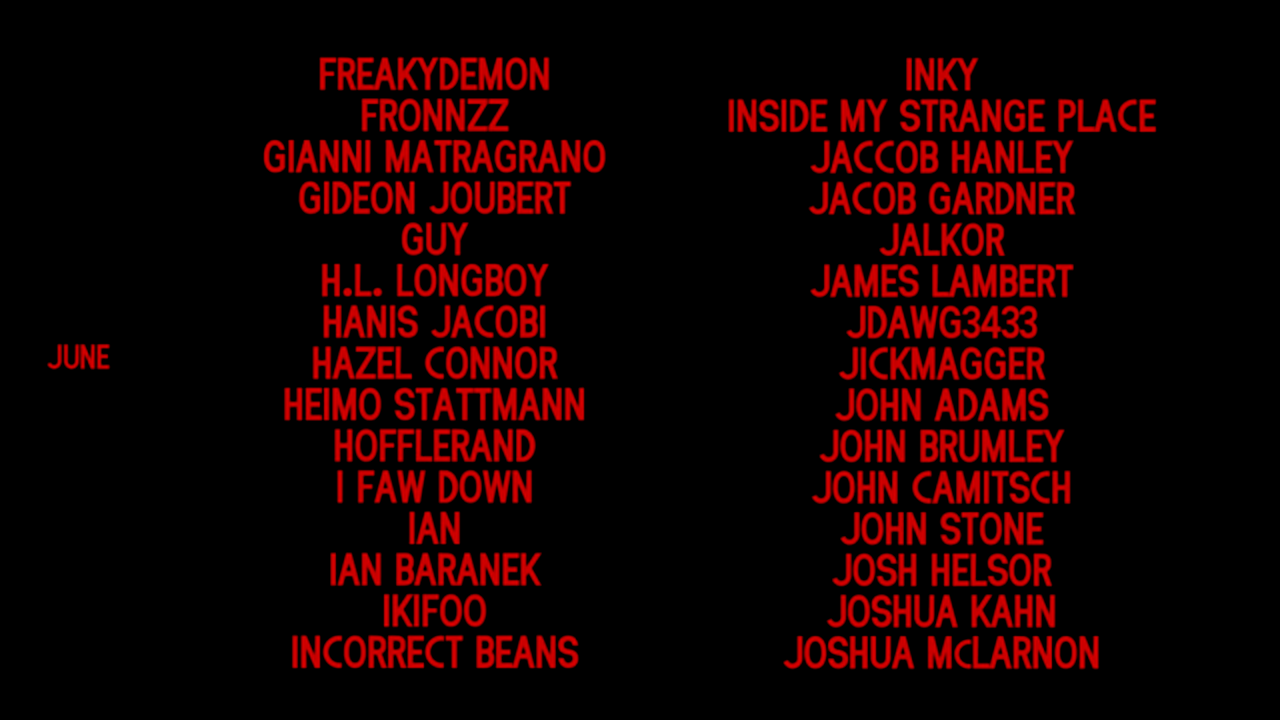 JUNE
FREAKYDEMON
FRONNZZ
GIANNI MATRAGRANO
GIDEON JOUBERT
GUY
H.L. LONGBOY
HANIS JACOBI
HAZEL CONNOR
HEIMO STATTMANN
HOFFLERAND
I FAW DOWN
IAN
IAN BARANEK
IKIFOO
INCORRECT BEANS
INKY
INSIDE MY STRANGE PLACE
JACCOB HANLEY
JACOB GARDNER
JALKOR
JAMES LAMBERT
JDAWG3433
JICKMAGGER
JOHN ADAMS
JOHN BRUMLEY
JOHN CAMITSCH
JOHN STONE
JOSH HELSOR
JOSHUA KAHN
JOSHUA McLARNON